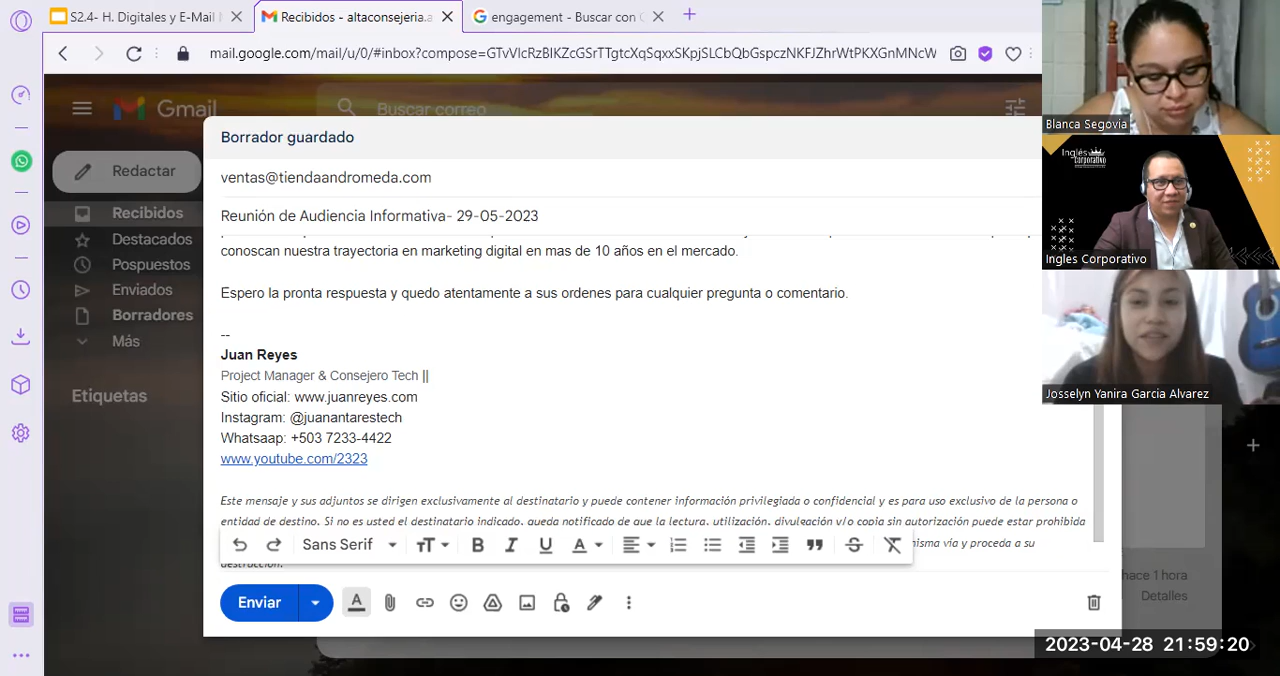 S2.4- H. Digitales y E-Mail
Recibidos - altaconsejeria.a
engagement - Buscar con
mail.google.com/mail/u/0/#inbox?compose=GTvVlcRzBlKZcGSrTTgtcXqSqxxSKpjSLCbQbGspczNKFJZhrWtPKXGnMNcW
Gmail
Buscar correo
Redactar
Recibidos
Destacados
Pospuestos
Enviados
Borradores
Más
Etiquetas
Borrador guardado
ventas@tiendaandromeda.com
Reunión de Audiencia Informativa- 29-05-2023
conoscan nuestra trayectoria en marketing digital en mas de 10 años en el mercado.
Espero la pronta respuesta y quedo atentamente a sus ordenes para cualquier pregunta o comentario.
--
Juan Reyes
Project Manager & Consejero Tech ||
Sitio oficial: www.juanreyes.com
Instagram: @juanantarestech
Whatsaap: +503 7233-4422
www.youtube.com/2323
Este mensaje y sus adjuntos se dirigen exclusivamente al destinatario y puede contener información privilegiada o confidencial y es para uso exclusivo de la persona o
entidad de destino. Si no es usted el destinatario indicado, queda notificado de que la lectura, utilización, divulgación y/o copia sin autorización puede estar prohibida
misma vía y proceda a su
destrucción.
Sans Serif
Enviar
hace 1 hora
Detalles
Blanca Segovia
Inglés
Corporativo
Ingles Corporativo
Josselyn Yanira Garcia Alvarez
2023-04-28 21:59:20